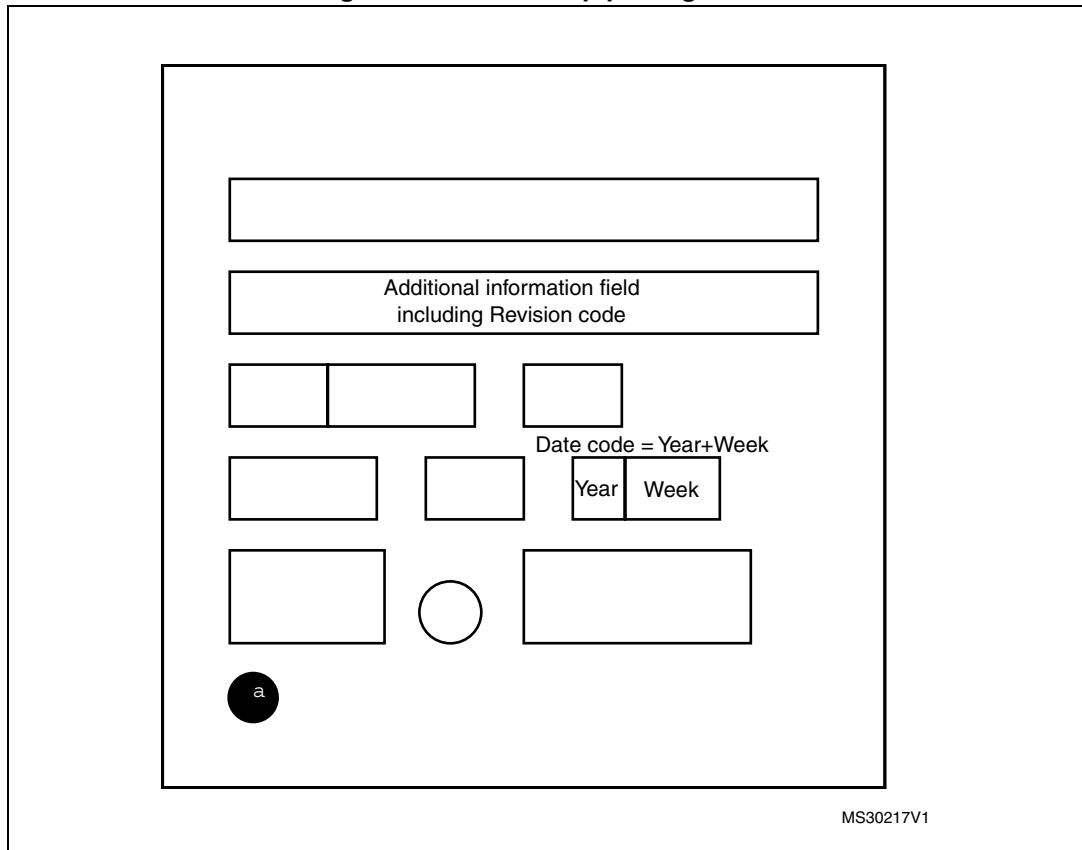 Additional information field
including Revision code
Date code = Year+Week
Year Week
a
MS30217V1